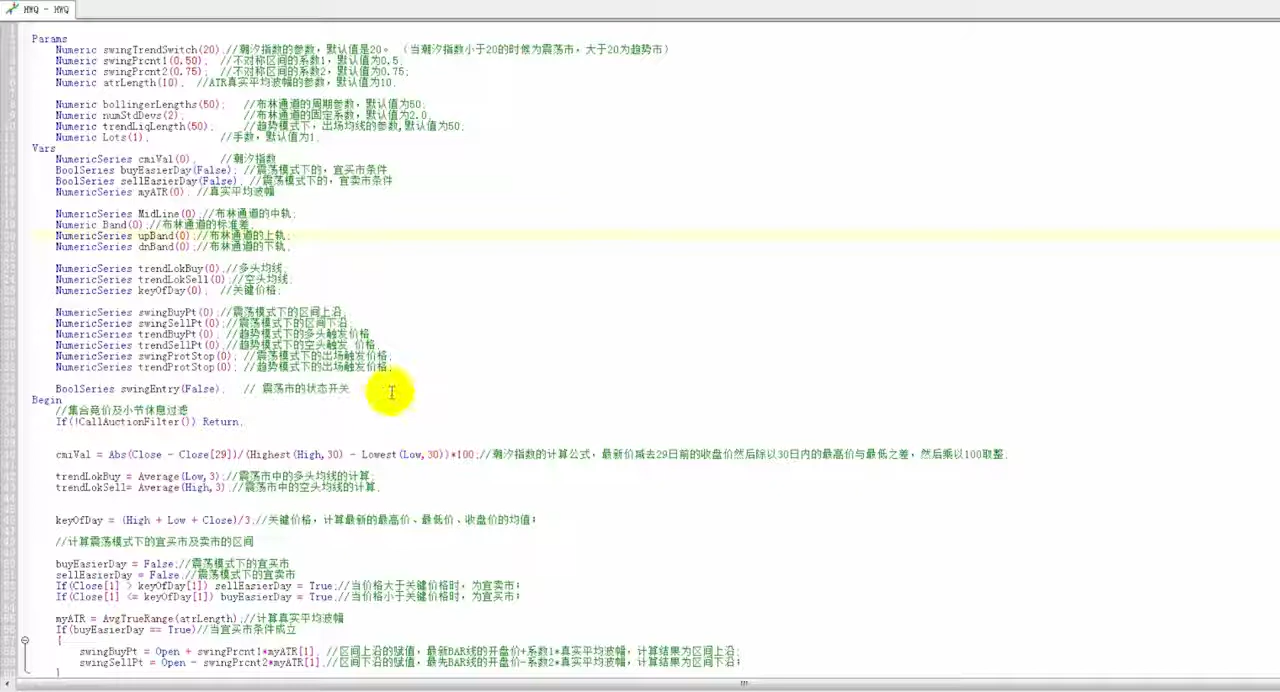 HWQ - HWQ
Params
Numeric swingTrendSwitch(20);//潮汐指数的参数，默认值是20。 （当潮汐指数小于20的时候为震荡市，大于20为趋势市）
Numeric swingPrcnt1(0.50); //不对称区间的系数1，默认值为0.5;
Numeric swingPrcnt2(0.75); //不对称区间的系数2，默认值为0.75;
Numeric atrLength(10); //ATR真实平均波幅的参数，默认值为10;
Numeric bollingerLengths(50); //布林通道的周期参数，默认值为50;
Numeric numStdDevs(2); //布林通道的固定系数，默认值为2.0;
Numeric trendLiqLength(50); //趋势模式下，出场均线的参数,默认值为50;
Numeric Lots(1); //手数，默认值为1;
Vars
NumericSeries cmiVal(0); //潮汐指数
BoolSeries buyEasierDay(False); //震荡模式下的，宜买市条件
BoolSeries sellEasierDay(False); //震荡模式下的，宜卖市条件
NumericSeries myATR(0); //真实平均波幅
NumericSeries MidLine(0);//布林通道的中轨;
Numeric Band(0);//布林通道的标准差;
NumericSeries upBand(0);//布林通道的上轨;
NumericSeries dnBand(0);//布林通道的下轨;
NumericSeries trendLokBuy(0);//多头均线;
NumericSeries trendLokSell(0);//空头均线;
NumericSeries keyOfDay(0); //关键价格;
NumericSeries swingBuyPt(0);//震荡模式下的区间上沿;
NumericSeries swingSellPt(0);//震荡模式下的区间下沿;
NumericSeries trendBuyPt(0); //趋势模式下的多头触发价格
NumericSeries trendSellPt(0);//趋势模式下的空头触发 价格;
NumericSeries swingProtStop(0); //震荡模式下的出场触发价格;
NumericSeries trendProtStop(0); //趋势模式下的出场触发价格;
BoolSeries swingEntry(False); // 震荡市的状态开关
Begin
//集合竞价及小节休息过滤
If(!CallAuctionFilter()) Return;
cmiVal = Abs(Close - Close[29])/(Highest(High,30) - Lowest(Low,30))*100;//潮汐指数的计算公式，最新价减去29日前的收盘价然后除以30日内的最高价与最低之差，然后乘以100取整;
trendLokBuy = Average(Low,3);//震荡市中的多头均线的计算;
trendLokSell= Average(High,3);//震荡市中的空头均线的计算;
keyOfDay = (High + Low + Close)/3;//关键价格，计算最新的最高价、最低价、收盘价的均值;
//计算震荡模式下的宜买市及卖市的区间
buyEasierDay = False;//震荡模式下的宜买市
sellEasierDay = False;//震荡模式下的宜卖市
If(Close[1] > keyOfDay[1]) sellEasierDay = True;//当价格大于关键价格时，为宜卖市;
If(Close[1] <= keyOfDay[1]) buyEasierDay = True;//当价格小于关键价格时，为宜买市;
myATR = AvgTrueRange(atrLength);//计算真实平均波幅
If(buyEasierDay == True)//当宜买市条件成立
{
swingBuyPt = Open + swingPrcnt1*myATR[1]; //区间上沿的赋值，最新BAR线的开盘价+系数1*真实平均波幅，计算结果为区间上沿;
swingSellPt = Open - swingPrcnt2*myATR[1];//区间下沿的赋值，最先BAR线的开盘价-系数2*真实平均波幅，计算结果为区间下沿;
}